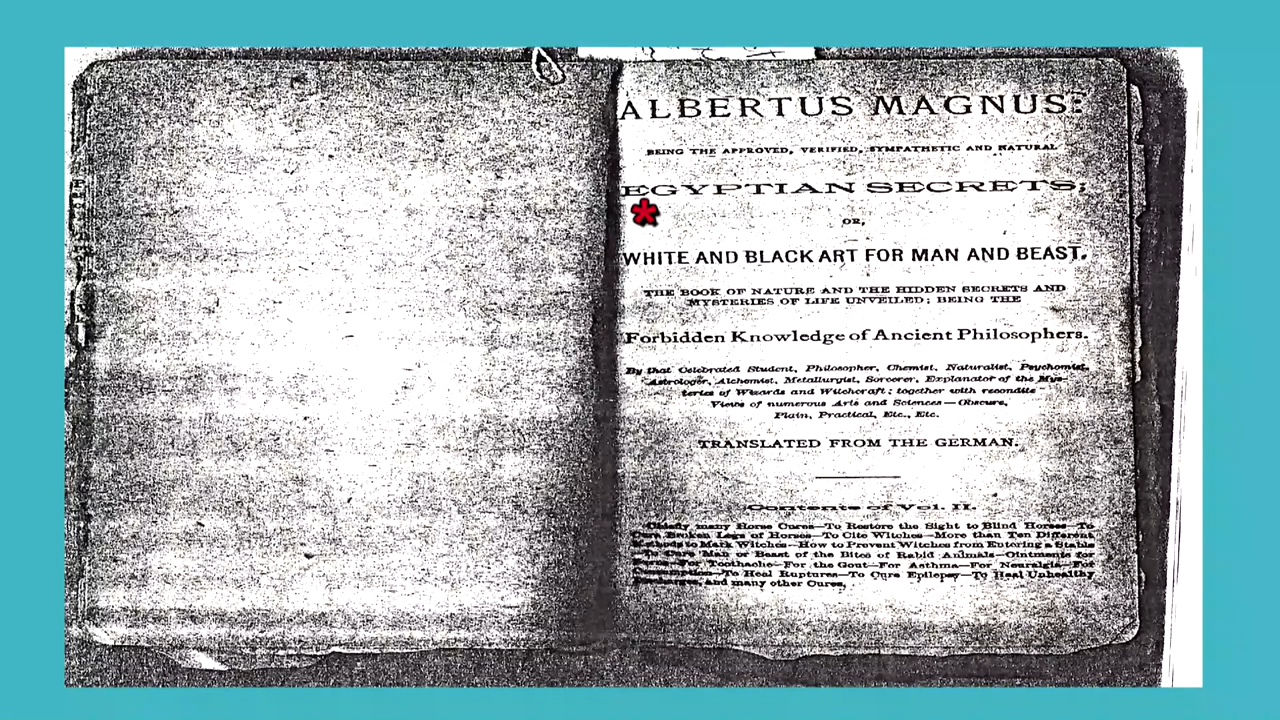 ALBERTUS MAGNUS:
BEING THE APPROVED, VERIFIED, SYMPATHETIC AND NATURAL
EGYPTIAN SECRETS;
*
OR,
WHITE AND BLACK ART FOR MAN AND BEAST.
THE BOOK OF NATURE AND THE HIDDEN SECRETS AND
MYSTERIES OF LIFE UNVEILED; BEING THE
Forbidden Knowledge of Ancient Philosophers.
By that Celebrated Student, Philosopher, Chemist, Naturalist, Psychomist,
Astrologer, Alchemist, Metallurgist, Sorcerer, Explanator of the Mys-
teries of Wizards and Witchcraft; together with recondite
Views of numerous Arts and Sciences—Obscure,
Plain, Practical, Etc., Etc.
TRANSLATED FROM THE GERMAN.
Contents of Vol. II.
Chiefly many Horse Cures—To Restore the Sight to Blind Horses—To
Cure Broken Legs of Horses—To Cite Witches—More than Ten Different
Methods to Mark Witches—How to Prevent Witches from Entering a Stable
—To Cure Man or Beast of the Bites of Rabid Animals—Ointments for
For Toothache—For the Gout—For Asthma—For Neuralgia—For
To Heal Ruptures—To Cure Epilepsy—To Heal Unhealthy
and many other Cures,